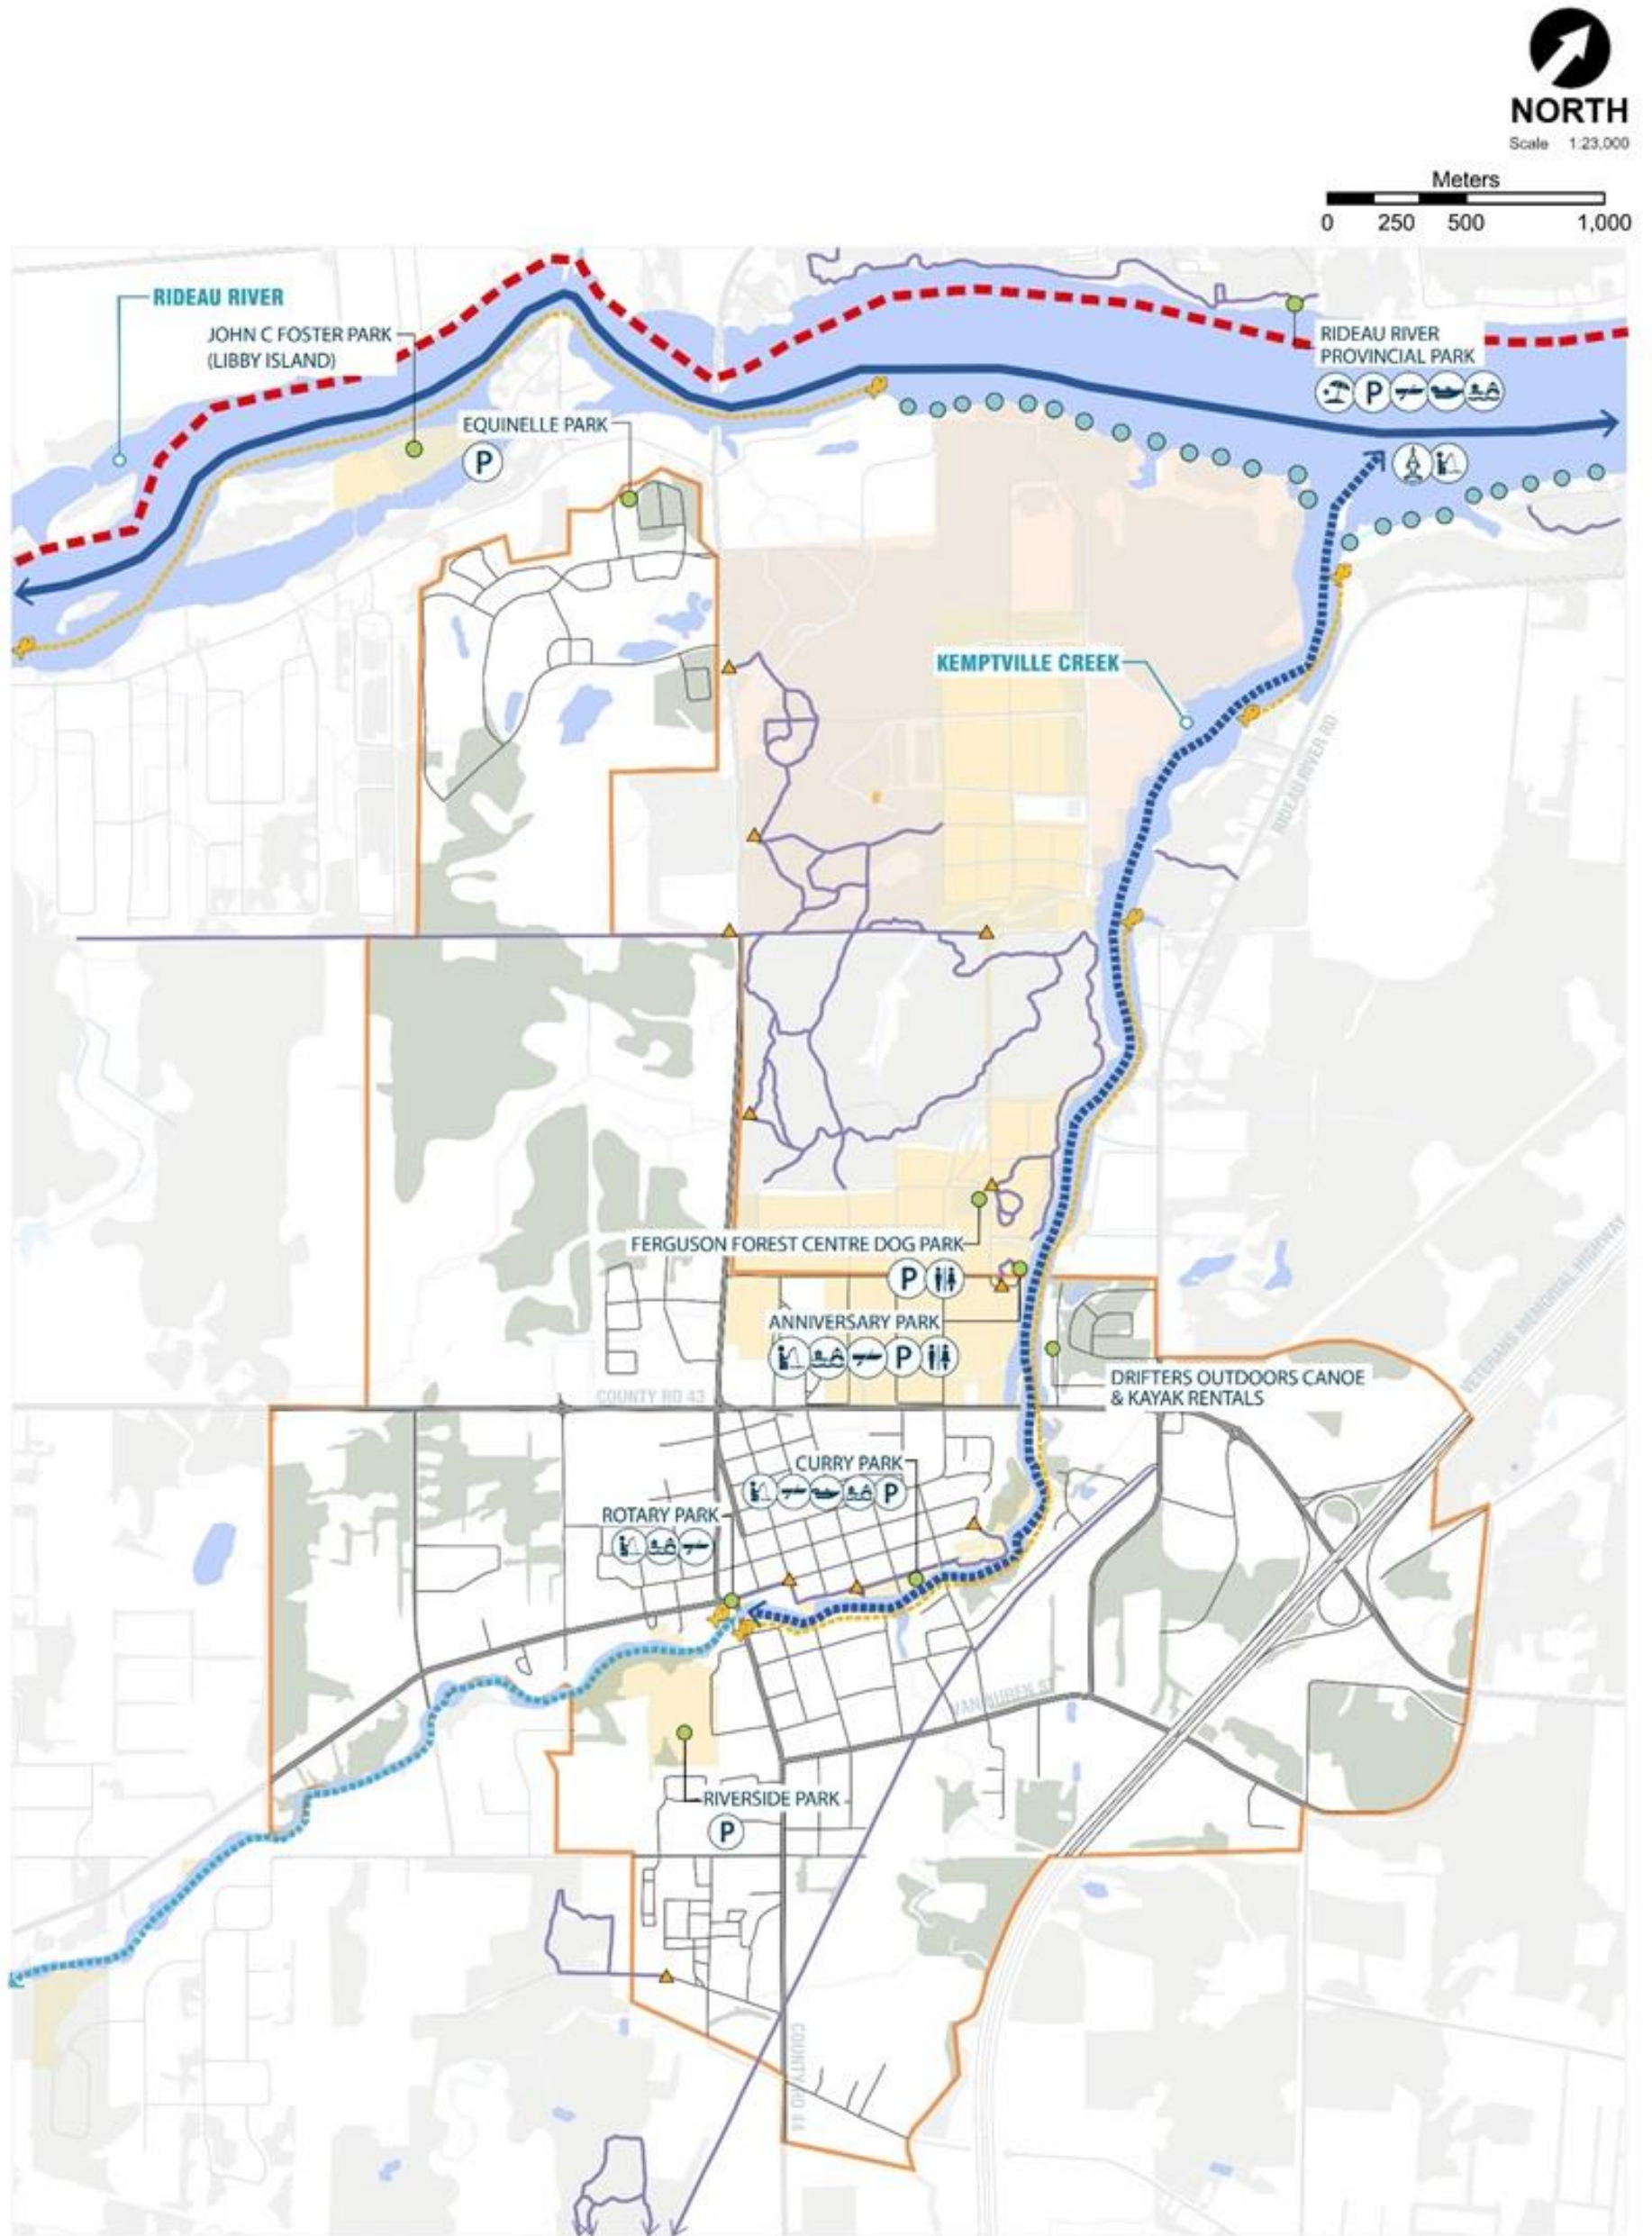 NORTH
Scale 1:23,000
Meters
0 250 500 1,000
RIDEAU RIVER
JOHN C FOSTER PARK
(LIBBY ISLAND)
RIDEAU RIVER
PROVINCIAL PARK
P
EQUINELLE PARK
P
KEMPTVILLE CREEK
RIDEAU RIVER RD
FERGUSON FOREST CENTRE DOG PARK
P
VETERANS MEMORIAL HIGHWAY
ANNIVERSARY PARK
P
DRIFTERS OUTDOORS CANOE
& KAYAK RENTALS
COUNTY RD 43
CURRY PARK
P
ROTARY PARK
VAN BUREN ST
RIVERSIDE PARK
P
COUNTY RD 44